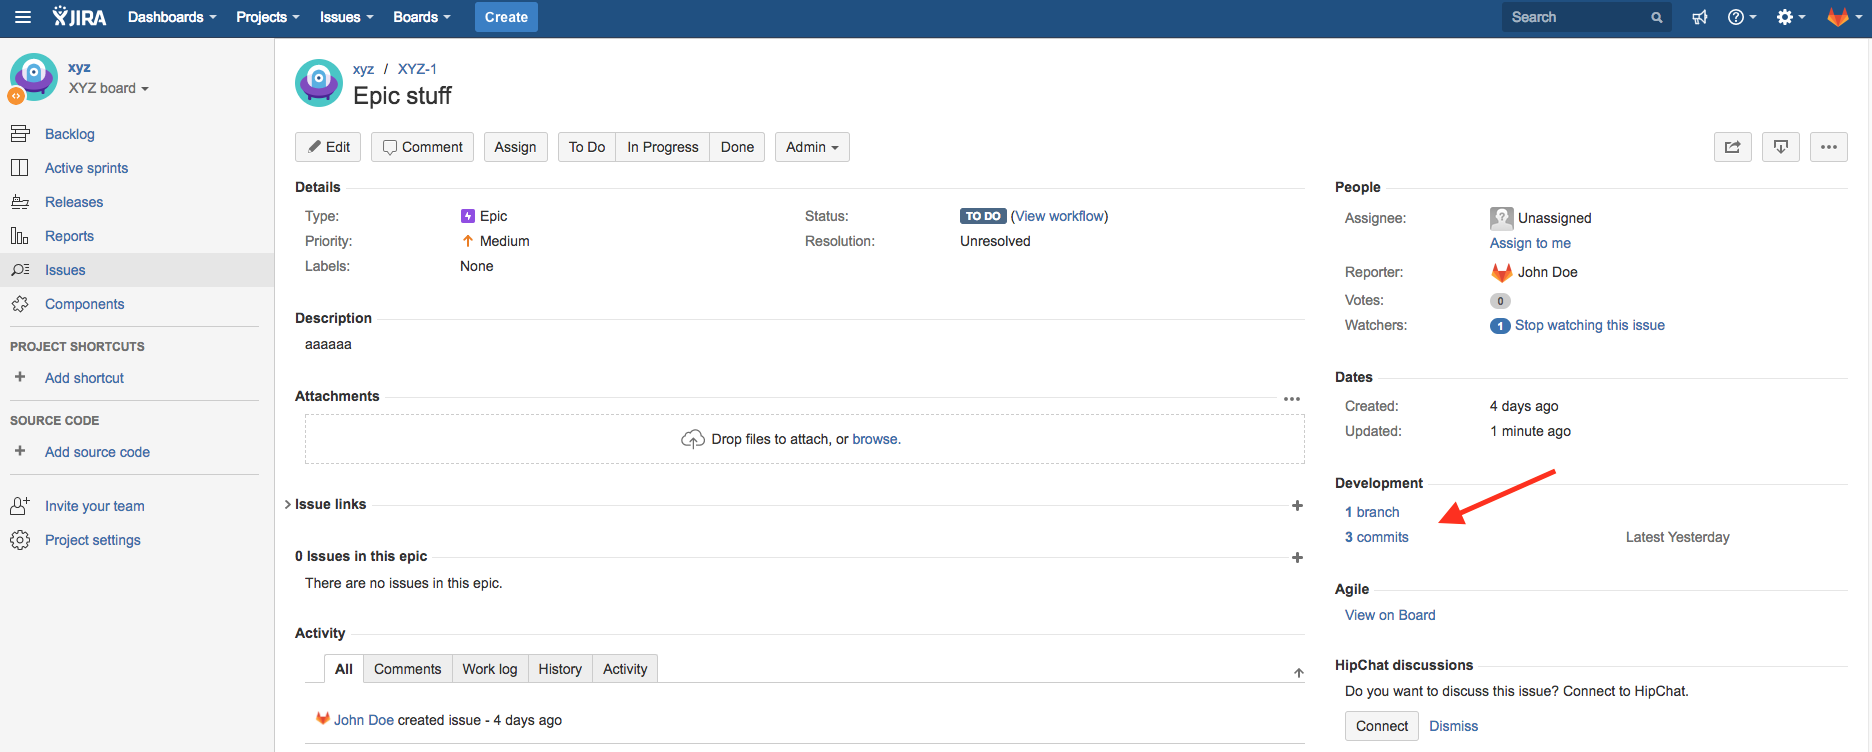 JIRA Dashboards Projects Issues Boards Create Search
xyz
XYZ board
Backlog
Active sprints
Releases
Reports
Issues
Components
PROJECT SHORTCUTS
+ Add shortcut
SOURCE CODE
+ Add source code
Invite your team
Project settings
xyz / XYZ-1
Epic stuff
Edit Comment Assign To Do In Progress Done Admin
Details
Type: Epic Status: TO DO (View workflow)
Priority: Medium Resolution: Unresolved
Labels: None
Description
aaaaaa
Attachments
Drop files to attach, or browse.
Issue links
0 Issues in this epic
There are no issues in this epic.
Activity
All Comments Work log History Activity
John Doe created issue - 4 days ago
People
Assignee: Unassigned
Assign to me
Reporter: John Doe
Votes: 0
Watchers: 1 Stop watching this issue
Dates
Created: 4 days ago
Updated: 1 minute ago
Development
1 branch
3 commits Latest Yesterday
Agile
View on Board
HipChat discussions
Do you want to discuss this issue? Connect to HipChat.
Connect Dismiss